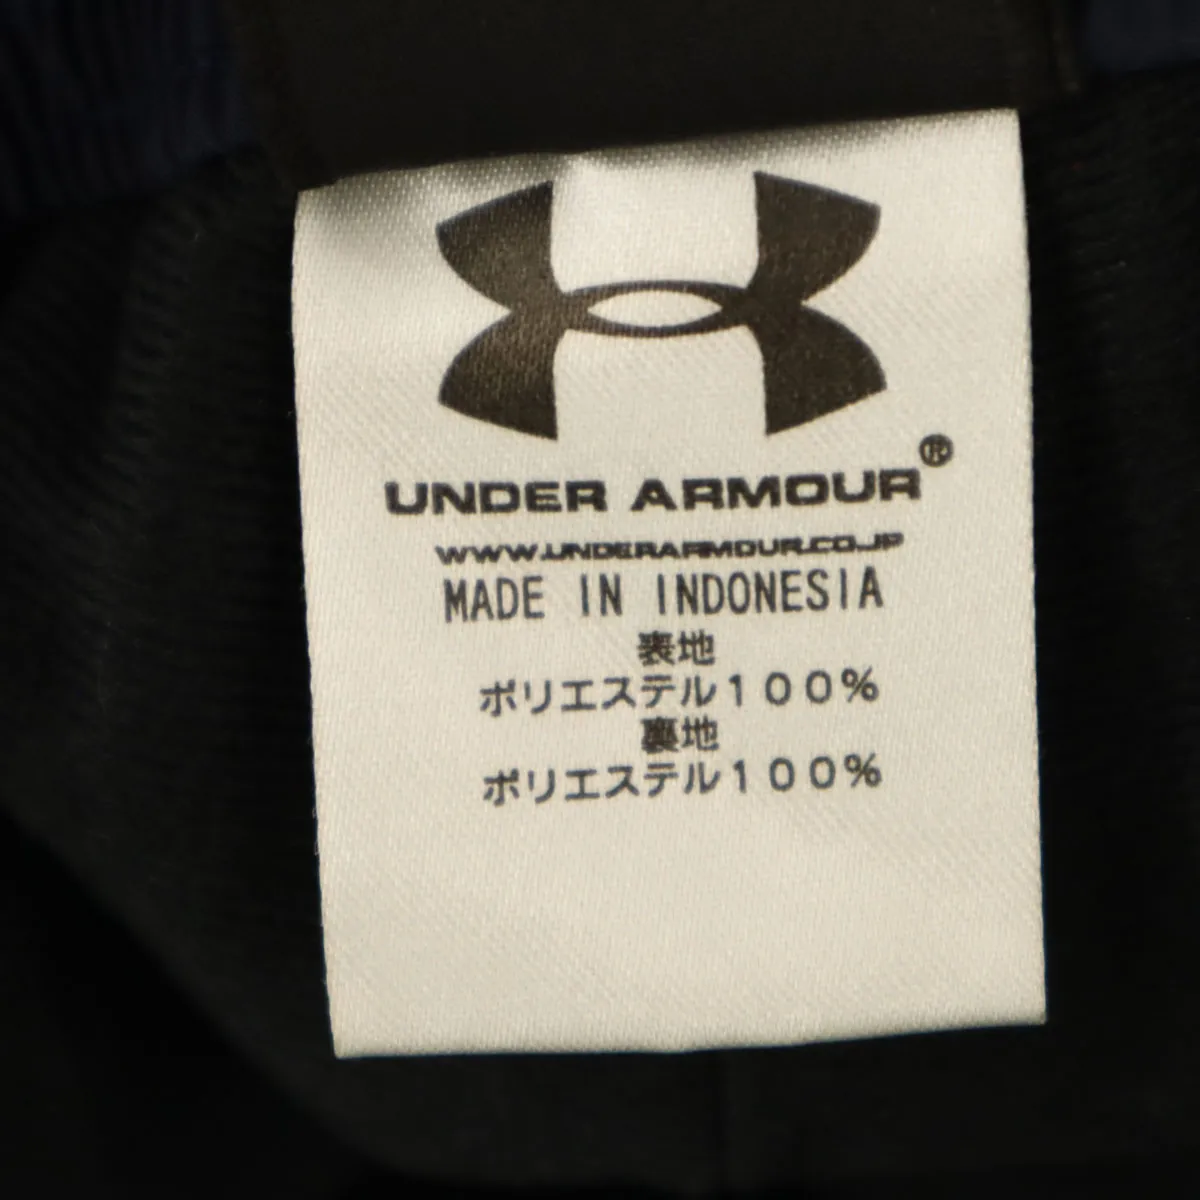 UNDER ARMOUR®
WWW.UNDERARMOUR.CO.JP
MADE IN INDONESIA
表地
ポリエステル100%
裏地
ポリエステル100%